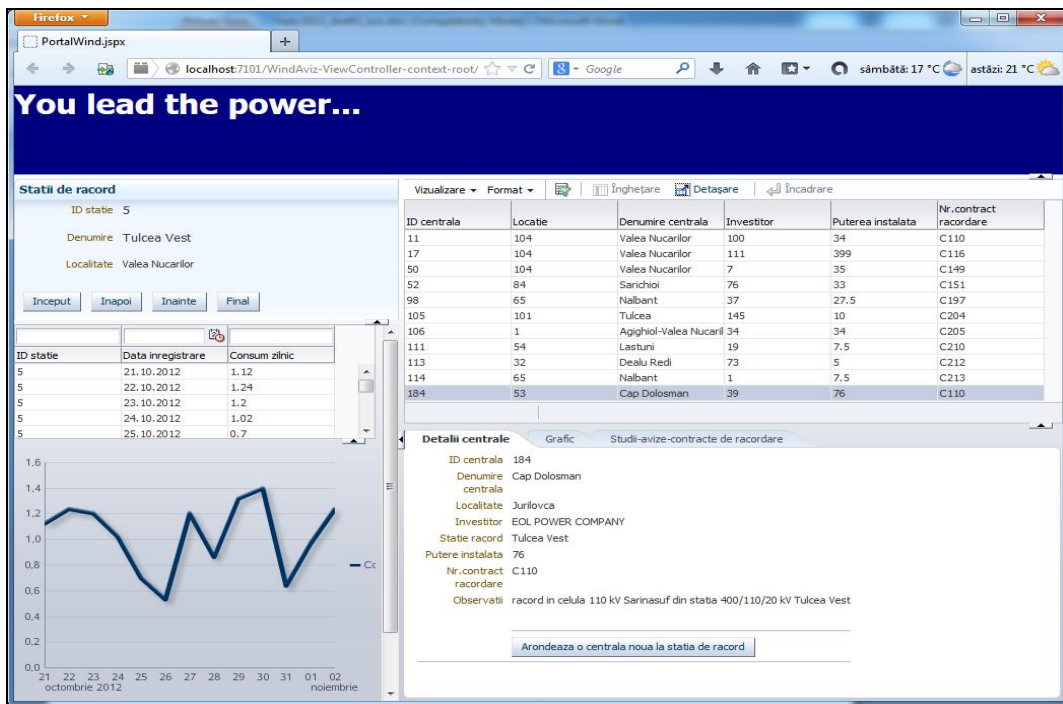 Firefox
PortalWind.jspx
localhost:7101/WindAviz-ViewController-context-root/
Google
sâmbătă: 17 °C
astăzi: 21 °C
You lead the power...
Statii de racord
ID statie 5
Denumire Tulcea Vest
Localitate Valea Nucarilor
Inceput Inapoi Inainte Final
ID statie Data inregistrare Consum zilnic
5 21.10.2012 1.12
5 22.10.2012 1.24
5 23.10.2012 1.2
5 24.10.2012 1.02
5 25.10.2012 0.7
1,6
1,4
1,2
1,0
0,8
0,6
0,4
0,2
0,0
21 22 23 24 25 26 27 28 29 30 31 01 02
octombrie 2012 noiembrie
Vizualizare Format Înghețare Detașare Încadrare
ID centrala Locatie Denumire centrala Investitor Puterea instalata Nr.contract racordare
11 104 Valea Nucarilor 100 34 C110
17 104 Valea Nucarilor 111 399 C116
50 104 Valea Nucarilor 7 35 C149
52 84 Sarichioi 76 33 C151
98 65 Nalbant 37 27.5 C197
105 101 Tulcea 145 10 C204
106 1 Agighiol-Valea Nucaril 34 34 C205
111 54 Lastuni 19 7.5 C210
113 32 Dealu Redi 73 5 C212
114 65 Nalbant 1 7.5 C213
184 53 Cap Dolosman 39 76 C110
Detalii centrale Grafic Studii-avize-contracte de racordare
ID centrala 184
Denumire centrala Cap Dolosman
Localitate Jurilovca
Investitor EOL POWER COMPANY
Statie racord Tulcea Vest
Putere instalata 76
Nr.contract racordare C110
Observatii racord in celula 110 kV Sarinasuf din statia 400/110/20 kV Tulcea Vest
Arondeaza o centrala noua la statia de racord